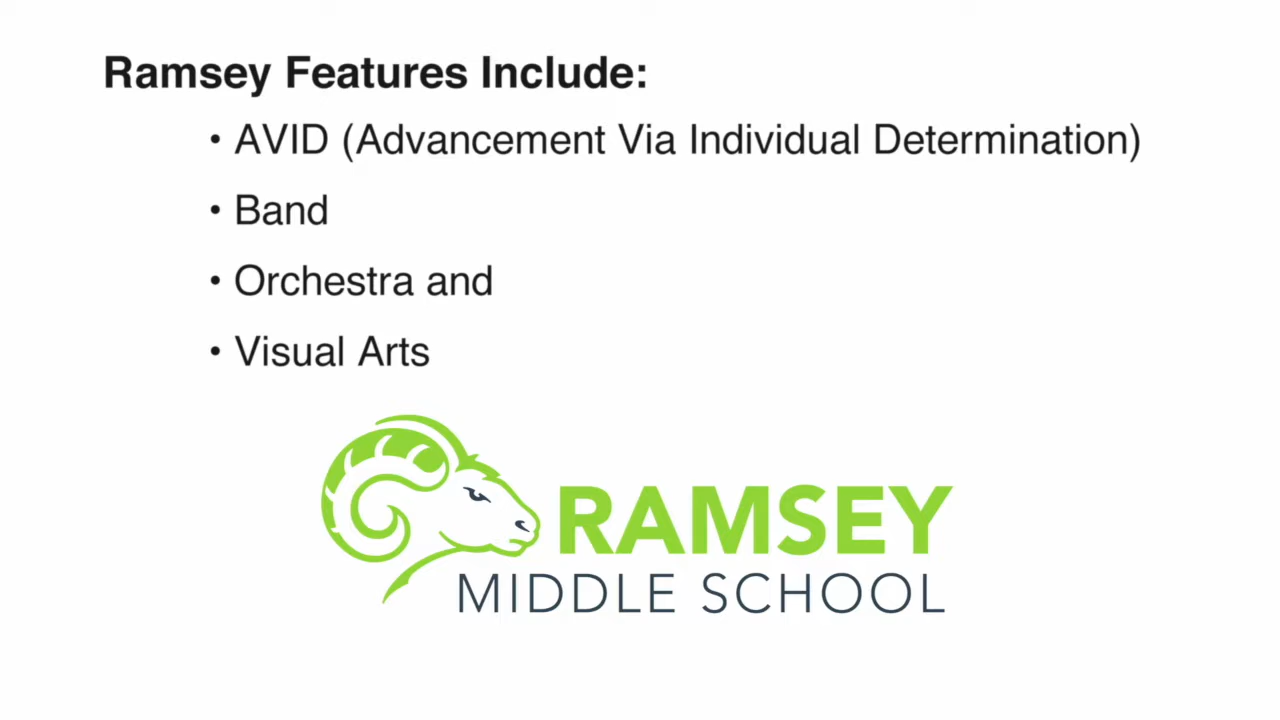 Ramsey Features Include:
• AVID (Advancement Via Individual Determination)
• Band
• Orchestra and
• Visual Arts
RAMSEY
MIDDLE SCHOOL